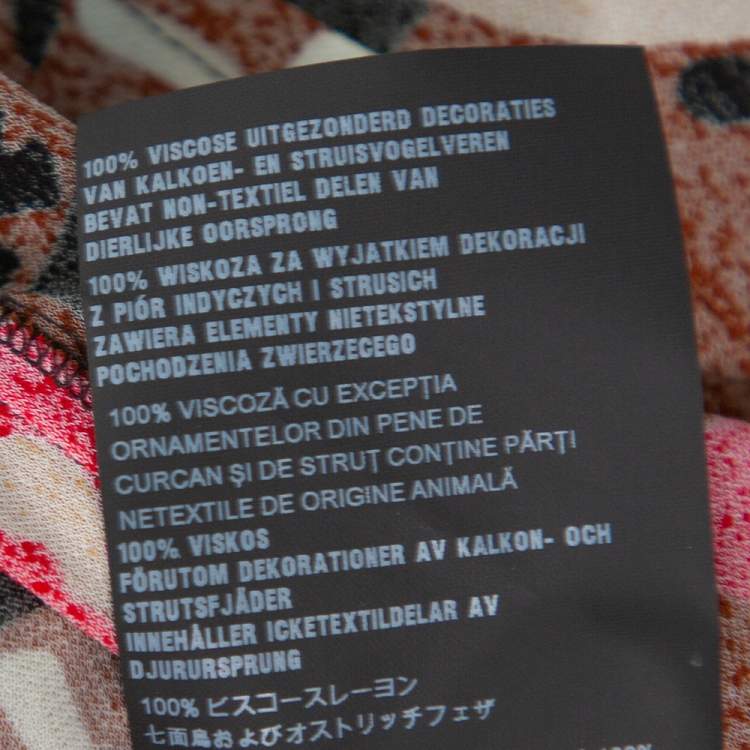 100% VISCOSE UITGEZONDERD DECORATIES
VAN KALKOEN- EN STRUISVOGELVEREN
BEVAT NON-TEXTIEL DELEN VAN
DIERLIJKE OORSPRONG
100% WISKOZA ZA WYJATKIEM DEKORACJI
Z PIÓR INDYCZYCH I STRUSICH
ZAWIERA ELEMENTY NIETEKSTYLNE
POCHODZENIA ZWIERZECEGO
100% VISCOZĂ CU EXCEPȚIA
ORNAMENTELOR DIN PENE DE
CURCAN ȘI DE STRUȚ CONȚINE PĂRȚI
NETEXTILE DE ORIGINE ANIMALĂ
100% VISKOS
FÖRUTOM DEKORATIONER AV KALKON- OCH
STRUTSFJÄDER
INNEHÅLLER ICKETEXTILDELAR AV
DJURURSPRUNG
100% ビスコースレーヨン
七面鳥およびオストリッチフェザ